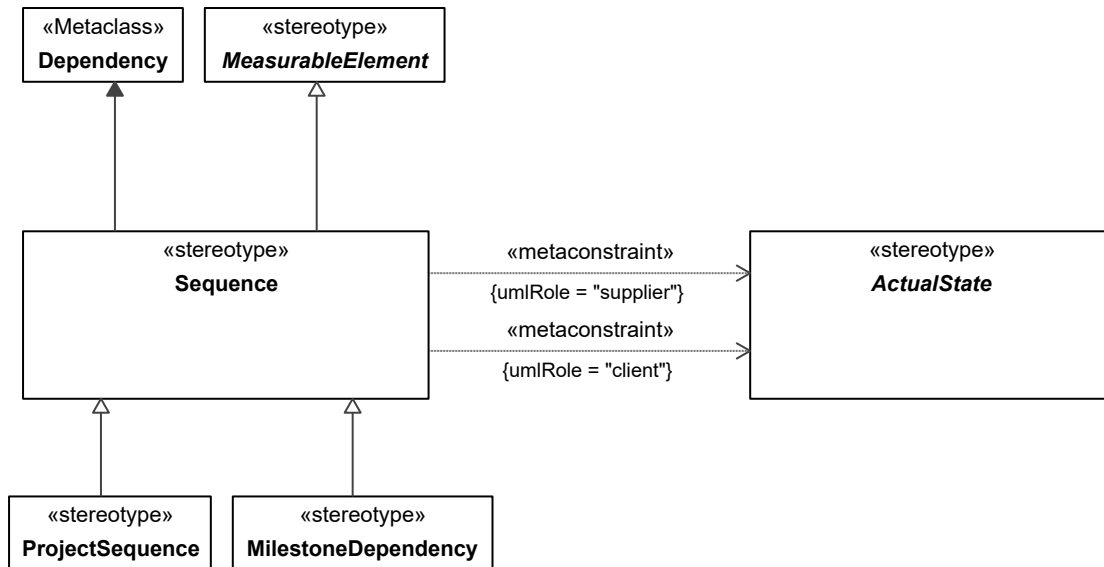 «Metaclass»
Dependency
«stereotype»
MeasurableElement
«stereotype»
Sequence
«metaconstraint»
{umlRole = "supplier"}
«metaconstraint»
{umlRole = "client"}
«stereotype»
ActualState
«stereotype»
ProjectSequence
«stereotype»
MilestoneDependency